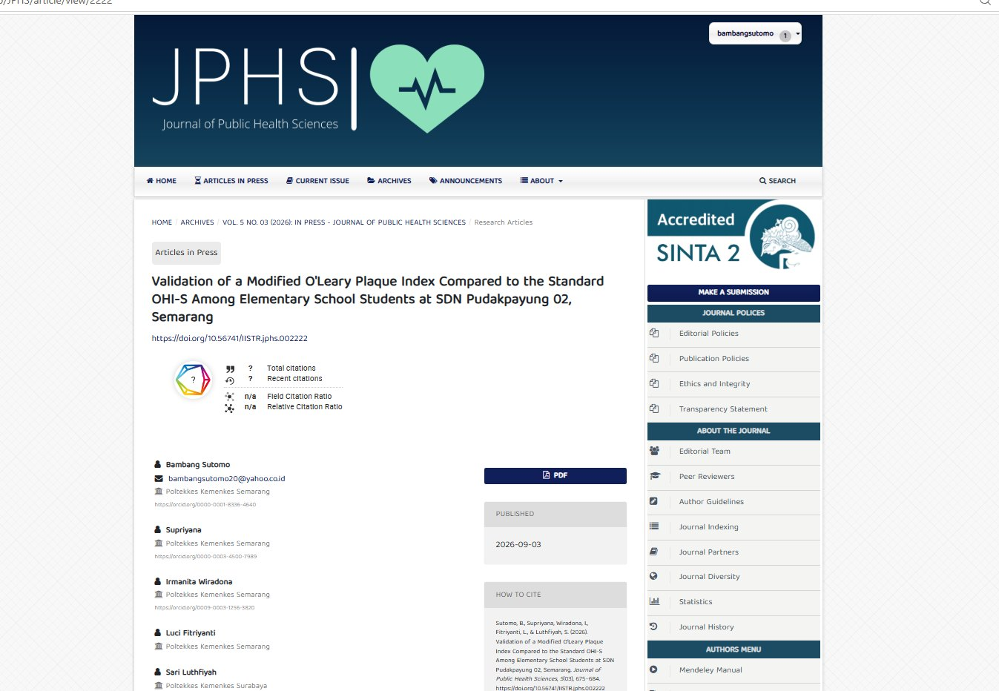 /JPHS/article/view/2222
bambangsutomo 1
JPHS
Journal of Public Health Sciences
HOME
ARTICLES IN PRESS
CURRENT ISSUE
ARCHIVES
ANNOUNCEMENTS
ABOUT
SEARCH
HOME / ARCHIVES / VOL. 5 NO. 03 (2026): IN PRESS - JOURNAL OF PUBLIC HEALTH SCIENCES / Research Articles
Articles in Press
Validation of a Modified O'Leary Plaque Index Compared to the Standard
OHI-S Among Elementary School Students at SDN Pudakpayung 02,
Semarang
https://doi.org/10.56741/IISTR.jphs.002222
?
? Total citations
? Recent citations
n/a Field Citation Ratio
n/a Relative Citation Ratio
Bambang Sutomo
bambangsutomo20@yahoo.co.id
Poltekkes Kemenkes Semarang
https://orcid.org/0000-0001-8336-4640
Supriyana
Poltekkes Kemenkes Semarang
https://orcid.org/0000-0003-4500-7989
Irmanita Wiradona
Poltekkes Kemenkes Semarang
https://orcid.org/0009-0003-1256-3820
Luci Fitriyanti
Poltekkes Kemenkes Semarang
Sari Luthfiyah
Poltekkes Kemenkes Surabaya
PDF
PUBLISHED
2026-09-03
HOW TO CITE
Sutomo, B., Supriyana, Wiradona, I.,
Fitriyanti, L., & Luthfiyah, S. (2026).
Validation of a Modified O'Leary Plaque
Index Compared to the Standard OHI-S
Among Elementary School Students at SDN
Pudakpayung 02, Semarang. Journal of
Public Health Sciences, 5(03), 675-684.
https://doi.org/10.56741/IISTR.jphs.002222
Accredited
SINTA 2
MAKE A SUBMISSION
JOURNAL POLICES
Editorial Policies
Publication Policies
Ethics and Integrity
Transparency Statement
ABOUT THE JOURNAL
Editorial Team
Peer Reviewers
Author Guidelines
Journal Indexing
Journal Partners
Journal Diversity
Statistics
Journal History
AUTHORS MENU
Mendeley Manual